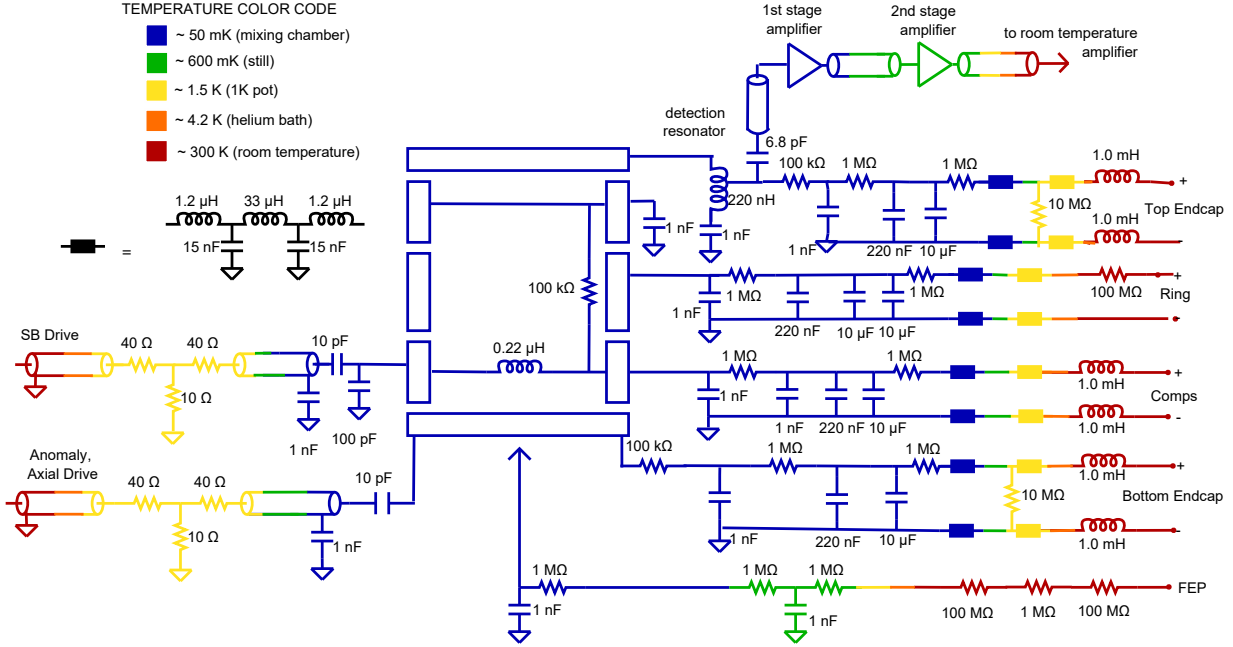 TEMPERATURE COLOR CODE
~ 50 mK (mixing chamber)
~ 600 mK (still)
~ 1.5 K (1K pot)
~ 4.2 K (helium bath)
~ 300 K (room temperature)
1st stage
amplifier
2nd stage
amplifier
to room temperature
amplifier
detection
resonator
6.8 pF
1.2 µH
33 µH
1.2 µH
15 nF
15 nF
=
220 nH
1 nF
1 nF
100 kΩ
1 MΩ
1 MΩ
1.0 mH
+
10 MΩ
Top Endcap
1.0 mH
-
1 nF
220 nF
10 µF
100 kΩ
1 MΩ
1 MΩ
100 MΩ
+
Ring
-
1 nF
220 nF
10 µF
10 µF
SB Drive
40 Ω
40 Ω
10 Ω
10 pF
1 nF
100 pF
0.22 µH
1 MΩ
1 MΩ
1.0 mH
+
Comps
-
1.0 mH
1 nF
1 nF
220 nF
10 µF
Anomaly,
Axial Drive
40 Ω
40 Ω
10 Ω
10 pF
1 nF
100 kΩ
1 MΩ
1 MΩ
1.0 mH
+
10 MΩ
Bottom Endcap
-
1.0 mH
1 nF
220 nF
10 µF
1 MΩ
1 nF
1 MΩ
1 MΩ
1 nF
100 MΩ
1 MΩ
100 MΩ
FEP